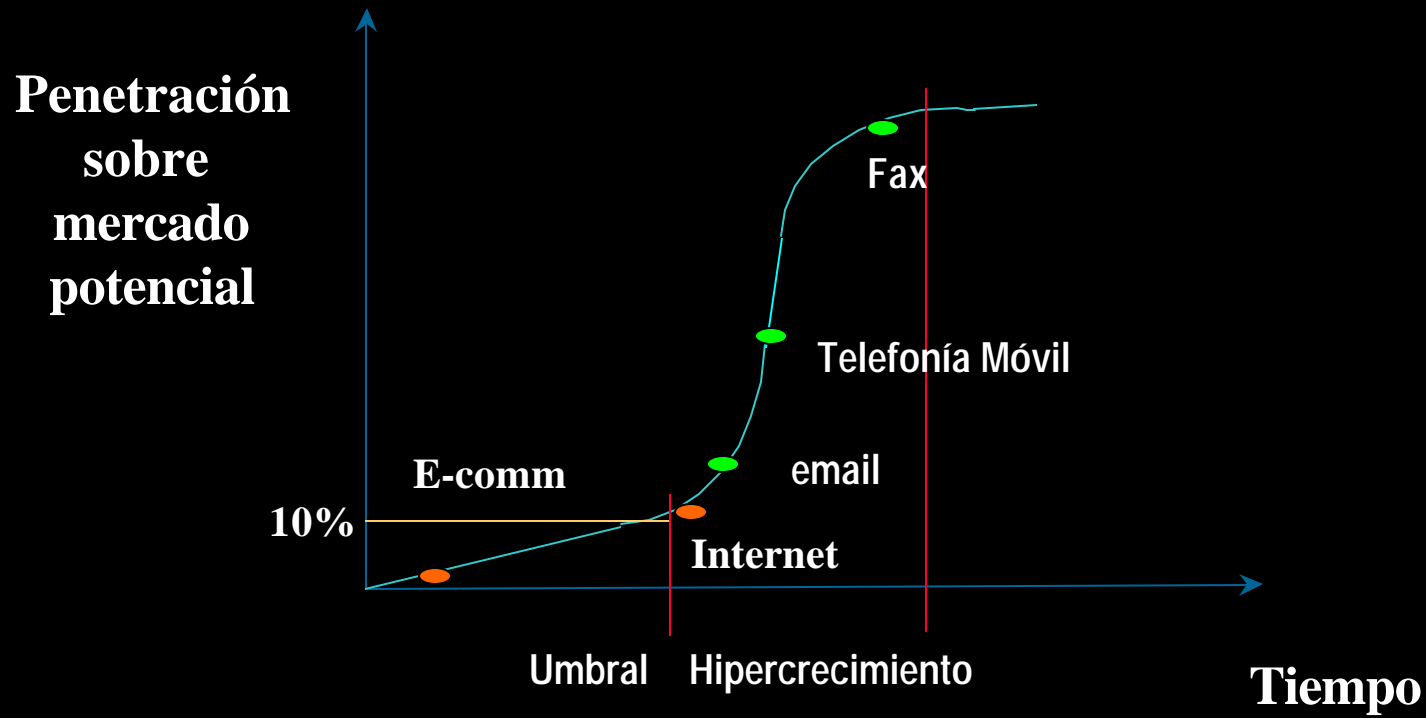 Penetración
sobre
mercado
potencial
Fax
Telefonía Móvil
E-comm
email
10%
Internet
Umbral
Hipercrecimiento
Tiempo